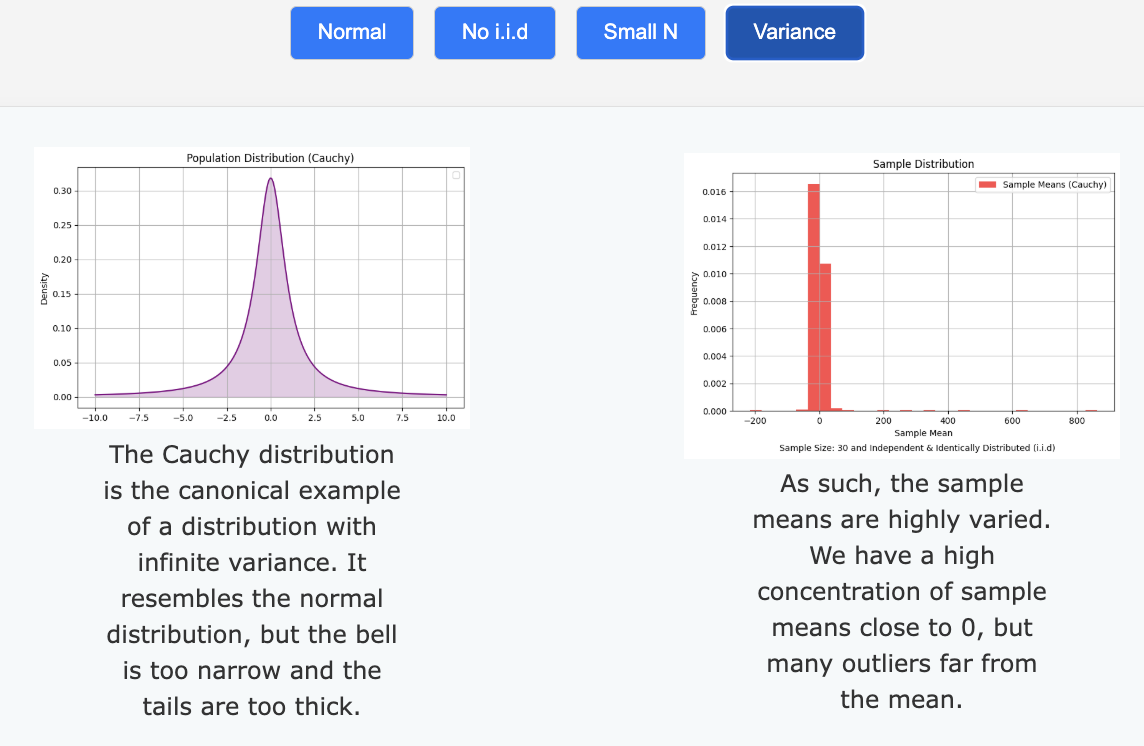 Normal
No i.i.d
Small N
Variance
Population Distribution (Cauchy)
Density
0.30
0.25
0.20
0.15
0.10
0.05
0.00
−10.0 −7.5 −5.0 −2.5 0.0 2.5 5.0 7.5 10.0
The Cauchy distribution
is the canonical example
of a distribution with
infinite variance. It
resembles the normal
distribution, but the bell
is too narrow and the
tails are too thick.
Sample Distribution
Sample Means (Cauchy)
Frequency
0.016
0.014
0.012
0.010
0.008
0.006
0.004
0.002
0.000
−200 0 200 400 600 800
Sample Mean
Sample Size: 30 and Independent & Identically Distributed (i.i.d)
As such, the sample
means are highly varied.
We have a high
concentration of sample
means close to 0, but
many outliers far from
the mean.